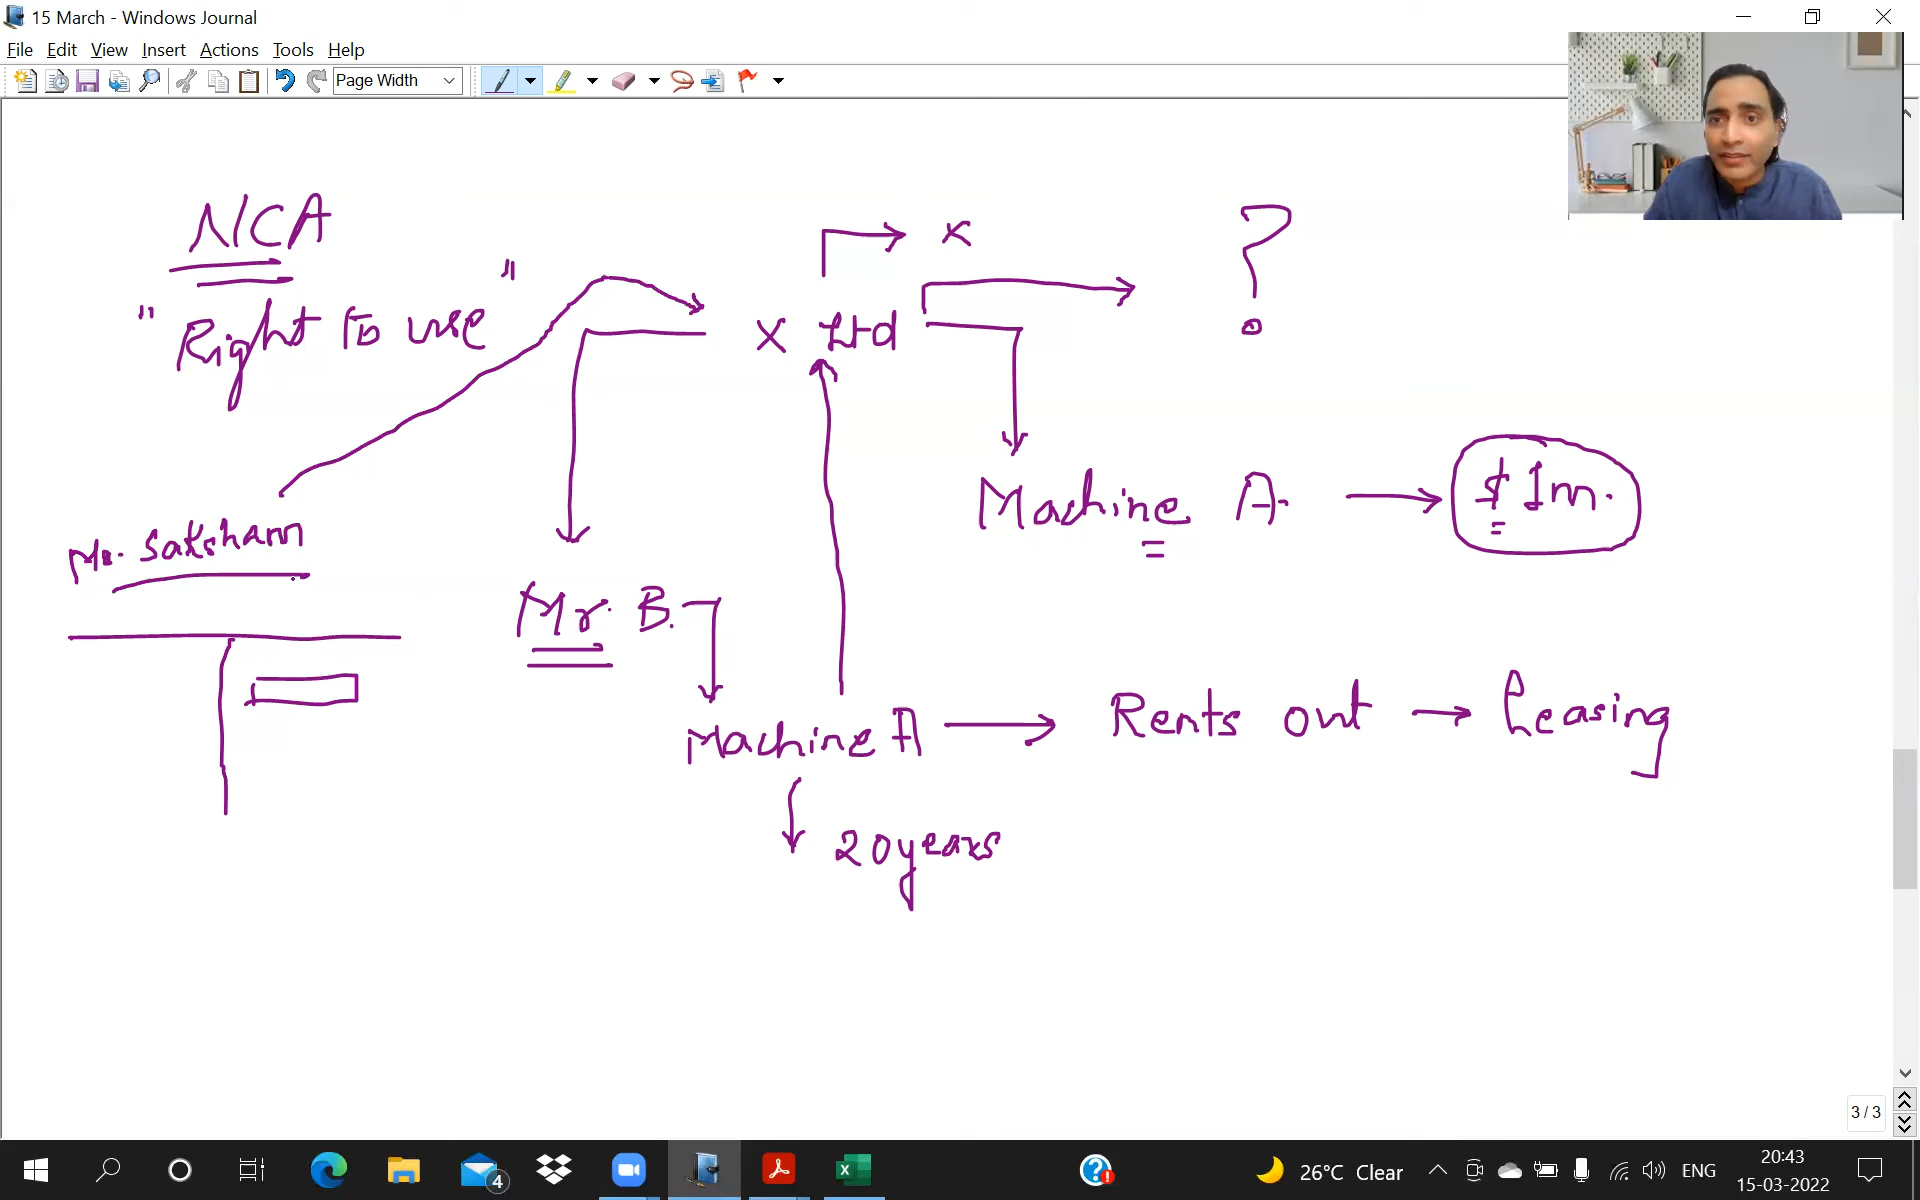 15 March - Windows Journal
File Edit View Insert Actions Tools Help
Page Width
NCA
x
?
" Right to use "
X Ltd
Machine A.
$ 1m.
Mr. Saksham
Mr. B.
Machine A
Rents out
Leasing
20years
3 / 3
4
26°C Clear
ENG
20:43
15-03-2022